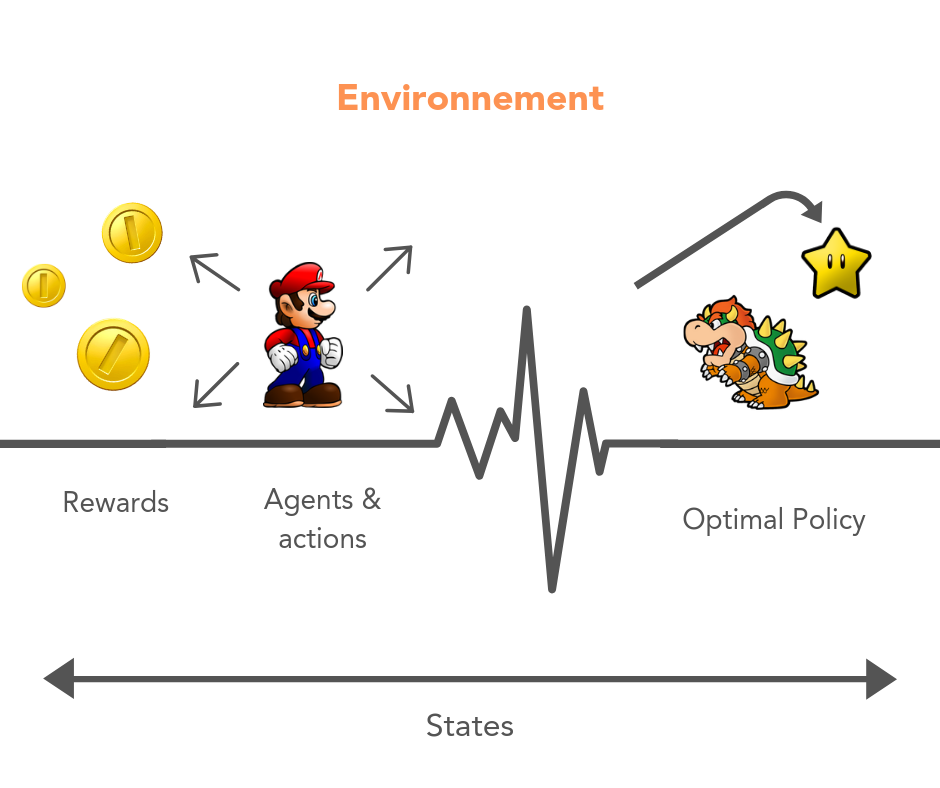 Environnement
Rewards
Agents &
actions
Optimal Policy
States